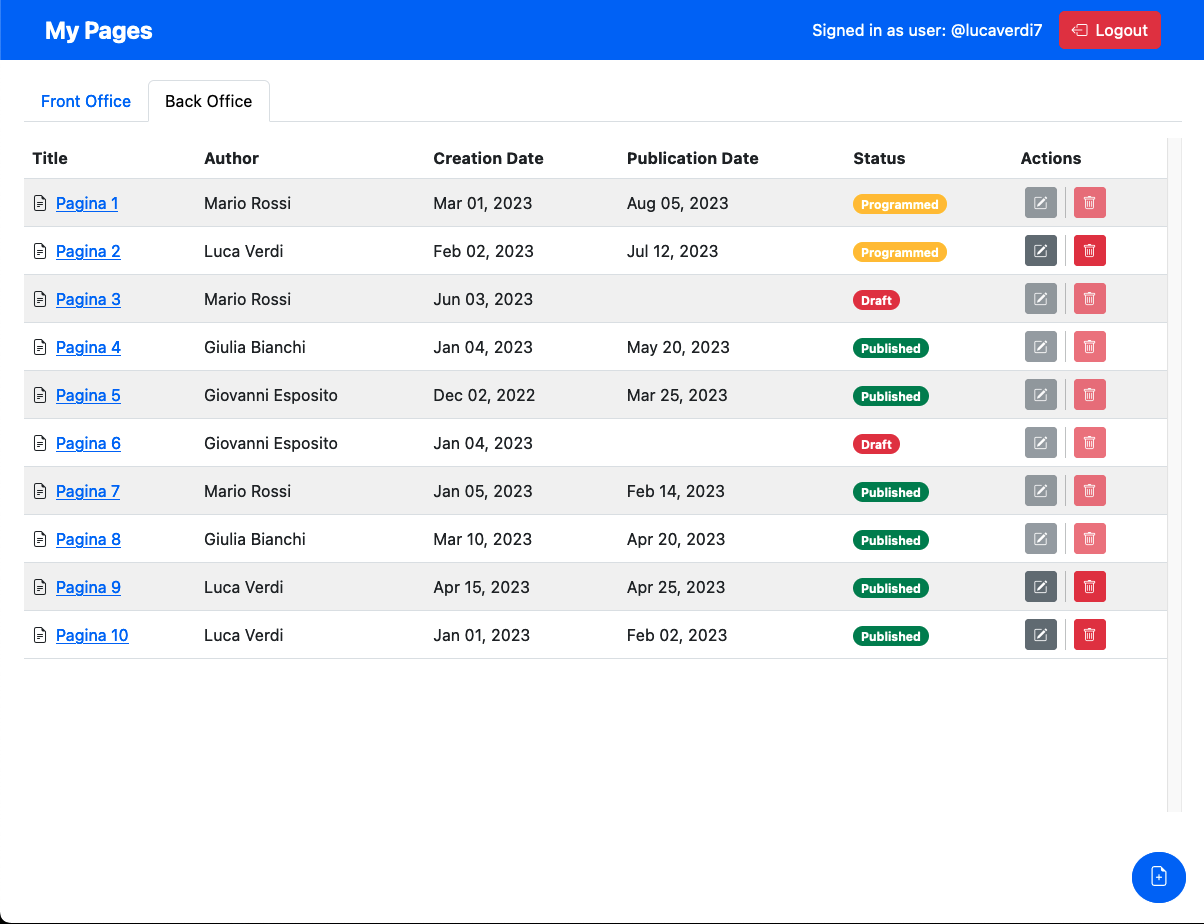 My Pages Signed in as user: @lucaverdi7 Logout
Front Office Back Office
Title Author Creation Date Publication Date Status Actions
Pagina 1 Mario Rossi Mar 01, 2023 Aug 05, 2023 Programmed
Pagina 2 Luca Verdi Feb 02, 2023 Jul 12, 2023 Programmed
Pagina 3 Mario Rossi Jun 03, 2023 Draft
Pagina 4 Giulia Bianchi Jan 04, 2023 May 20, 2023 Published
Pagina 5 Giovanni Esposito Dec 02, 2022 Mar 25, 2023 Published
Pagina 6 Giovanni Esposito Jan 04, 2023 Draft
Pagina 7 Mario Rossi Jan 05, 2023 Feb 14, 2023 Published
Pagina 8 Giulia Bianchi Mar 10, 2023 Apr 20, 2023 Published
Pagina 9 Luca Verdi Apr 15, 2023 Apr 25, 2023 Published
Pagina 10 Luca Verdi Jan 01, 2023 Feb 02, 2023 Published